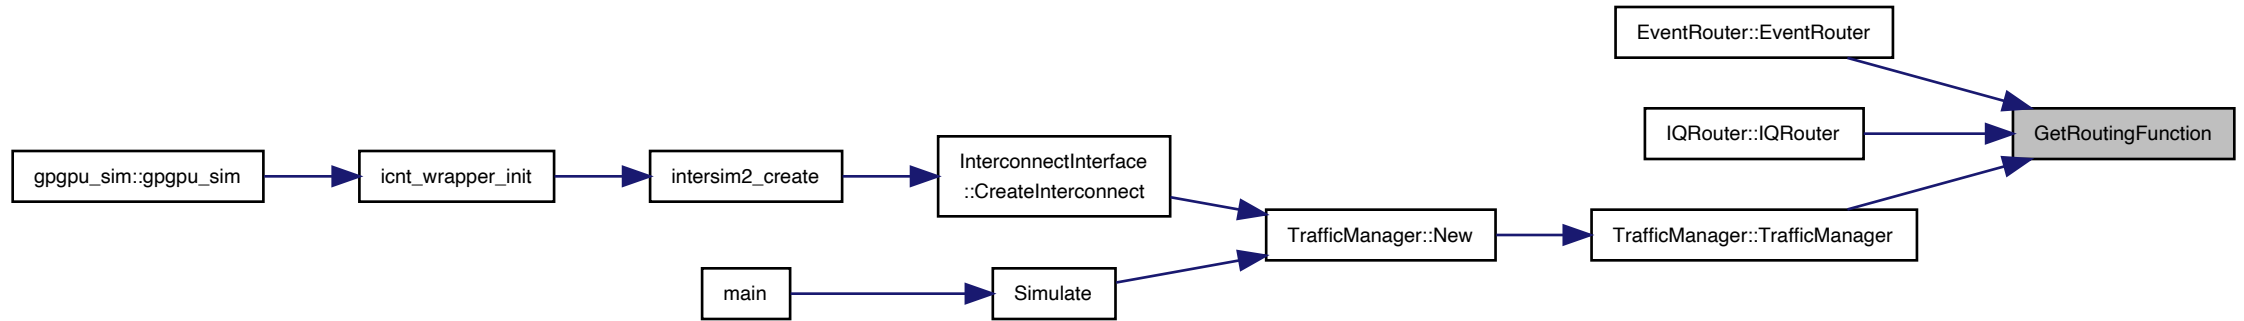 EventRouter::EventRouter
IQRouter::IQRouter
GetRoutingFunction
InterconnectInterface
::CreateInterconnect
gpgpu_sim::gpgpu_sim
icnt_wrapper_init
intersim2_create
TrafficManager::New
TrafficManager::TrafficManager
main
Simulate